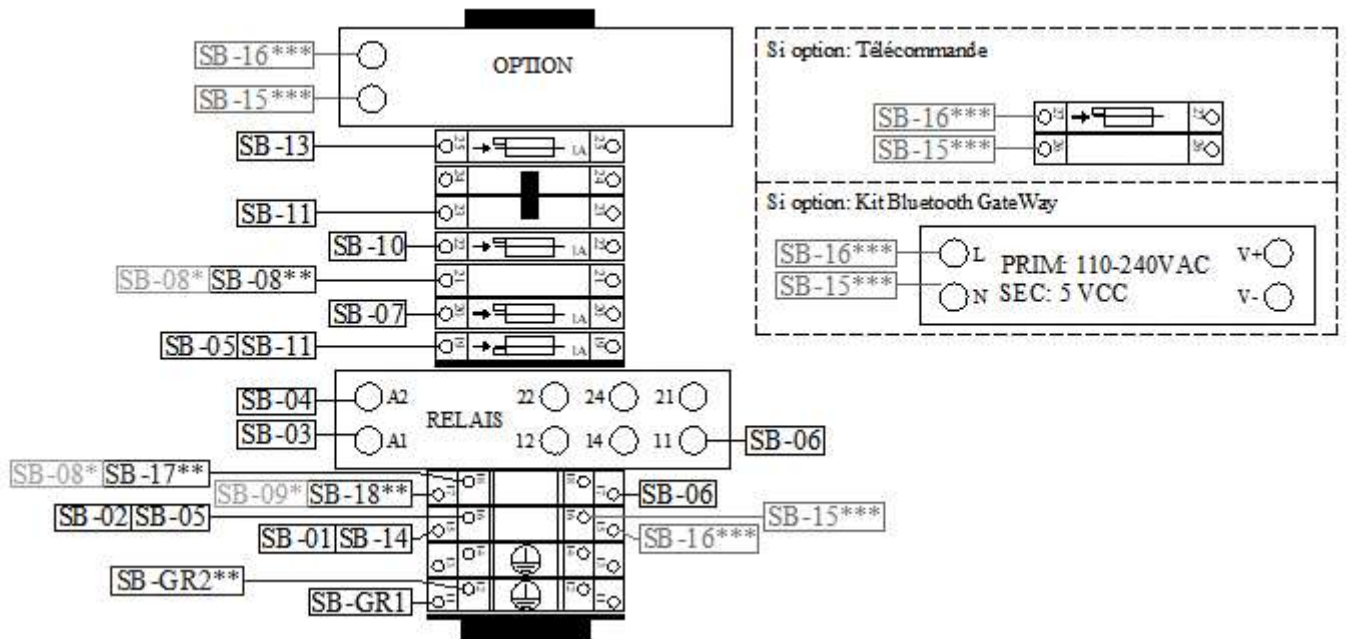 SB-16***
OPTION
SB-15***
SB-13
1A
SB-11
SB-10
SB-08* SB-08**
SB-07
1A
SB-05 SB-11
1A
SB-04
A2 22 24 21
RELAIS
SB-03
A1 12 14 11
SB-06
SB-08* SB-17**
SB-09* SB-18**
SB-06
SB-02 SB-05
SB-15***
SB-01 SB-14
SB-16***
SB-GR2**
SB-GR1
Si option: Télécommande
SB-16***
SB-15***
Si option: Kit Bluetooth GateWay
SB-16***
L
PRIM: 110-240VAC
V+
SB-15***
N
SEC: 5 VCC
V-